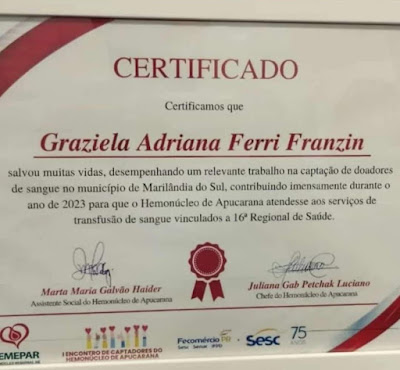 CERTIFICADO
Certificamos que
Graziela Adriana Ferri Franzin
salvou muitas vidas, desempenhando um relevante trabalho na captação de doadores
de sangue no município de Marilândia do Sul, contribuindo imensamente durante o
ano de 2023 para que o Hemonúcleo de Apucarana atendesse aos serviços de
transfusão de sangue vinculados a 16ª Regional de Saúde.
Marta Maria Galvão Haider
Assistente Social do Hemonúcleo de Apucarana
Juliana Gab Petchak Luciano
Chefe do Hemonúcleo de Apucarana
EMEPAR
I ENCONTRO DE CAPTADORES DO
HEMONÚCLEO DE APUCARANA
Fecomércio PR
Sesc
75
ANOS